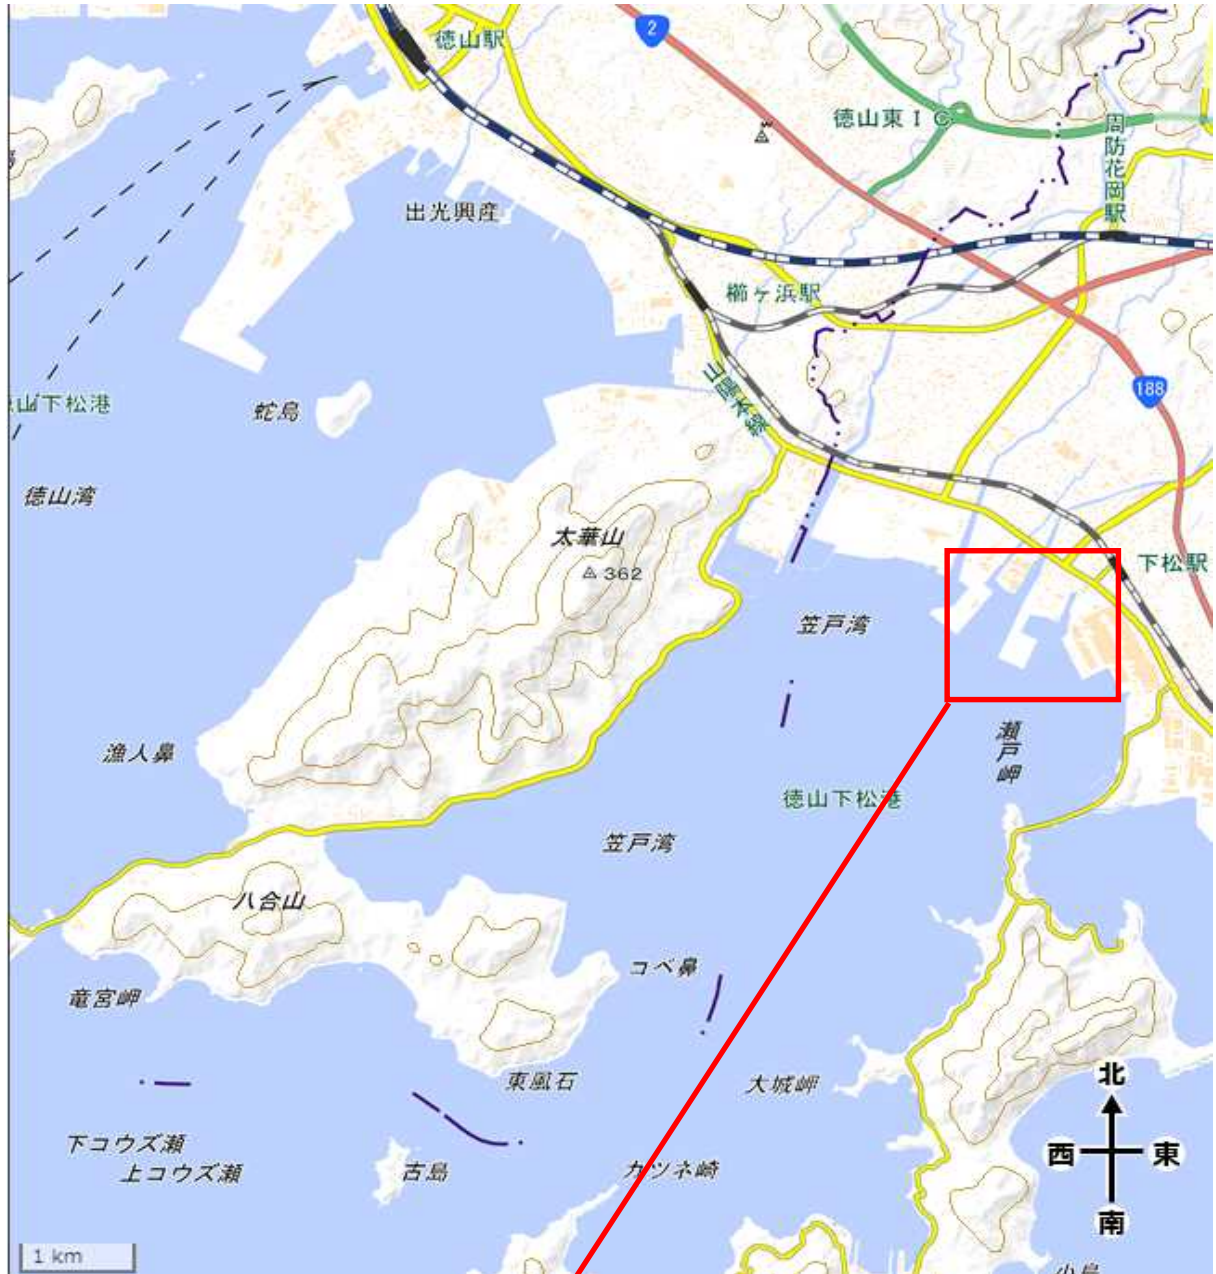 徳山駅
2
徳山東IC
周防花岡駅
出光興産
櫛ヶ浜駅
188
山下松港
蛇島
徳山湾
太華山
362
下松駅
笠戸湾
瀬戸岬
漁人鼻
徳山下松港
笠戸湾
八合山
コベ鼻
竜宮岬
東風石
大城岬
北
西
東
南
下コウズ瀬
上コウズ瀬
古島
カツネ崎
1 km